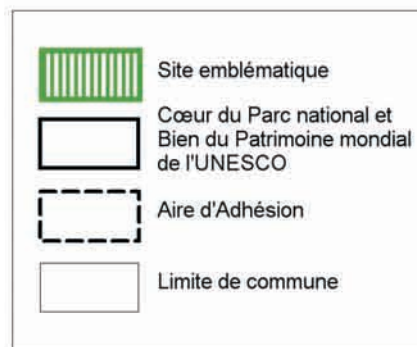 Site emblématique
Cœur du Parc national et
Bien du Patrimoine mondial
de l'UNESCO
Aire d'Adhésion
Limite de commune